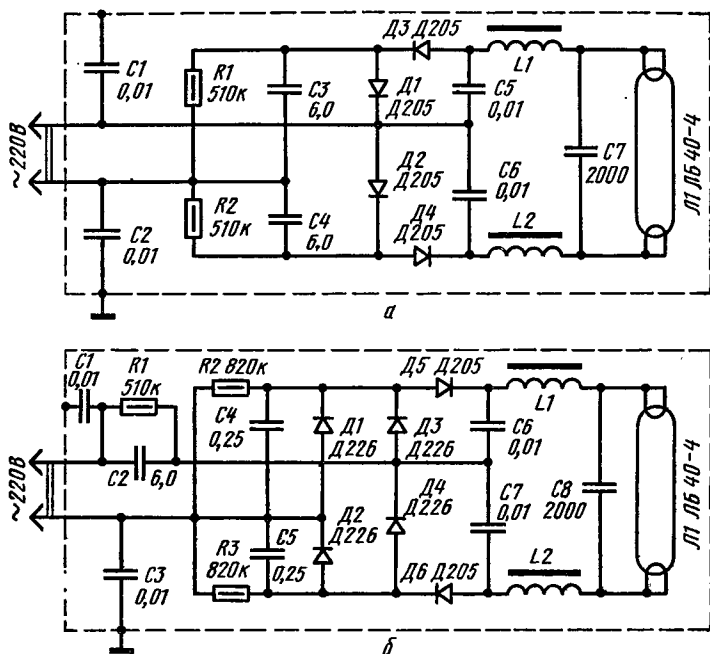 C1
0,01
R1
510к
C3
6,0
Д3 Д205
Д1
Д205
C5
0,01
L1
~220В
C2
0,01
R2
510к
C4
6,0
Д2
Д205
Д4
Д205
C6
0,01
L2
C7
2000
Л1 ЛБ 40-4
а
C1
0,01
R1
510к
R2 820к
C4
0,25
Д1
Д226
Д3
Д226
Д5 Д205
C6
0,01
L1
~220В
C2 6,0
C3
0,01
R3
820к
C5
0,25
Д2
Д226
Д4
Д226
Д6 Д205
C7
0,01
L2
C8
2000
Л1 ЛБ 40-4
б